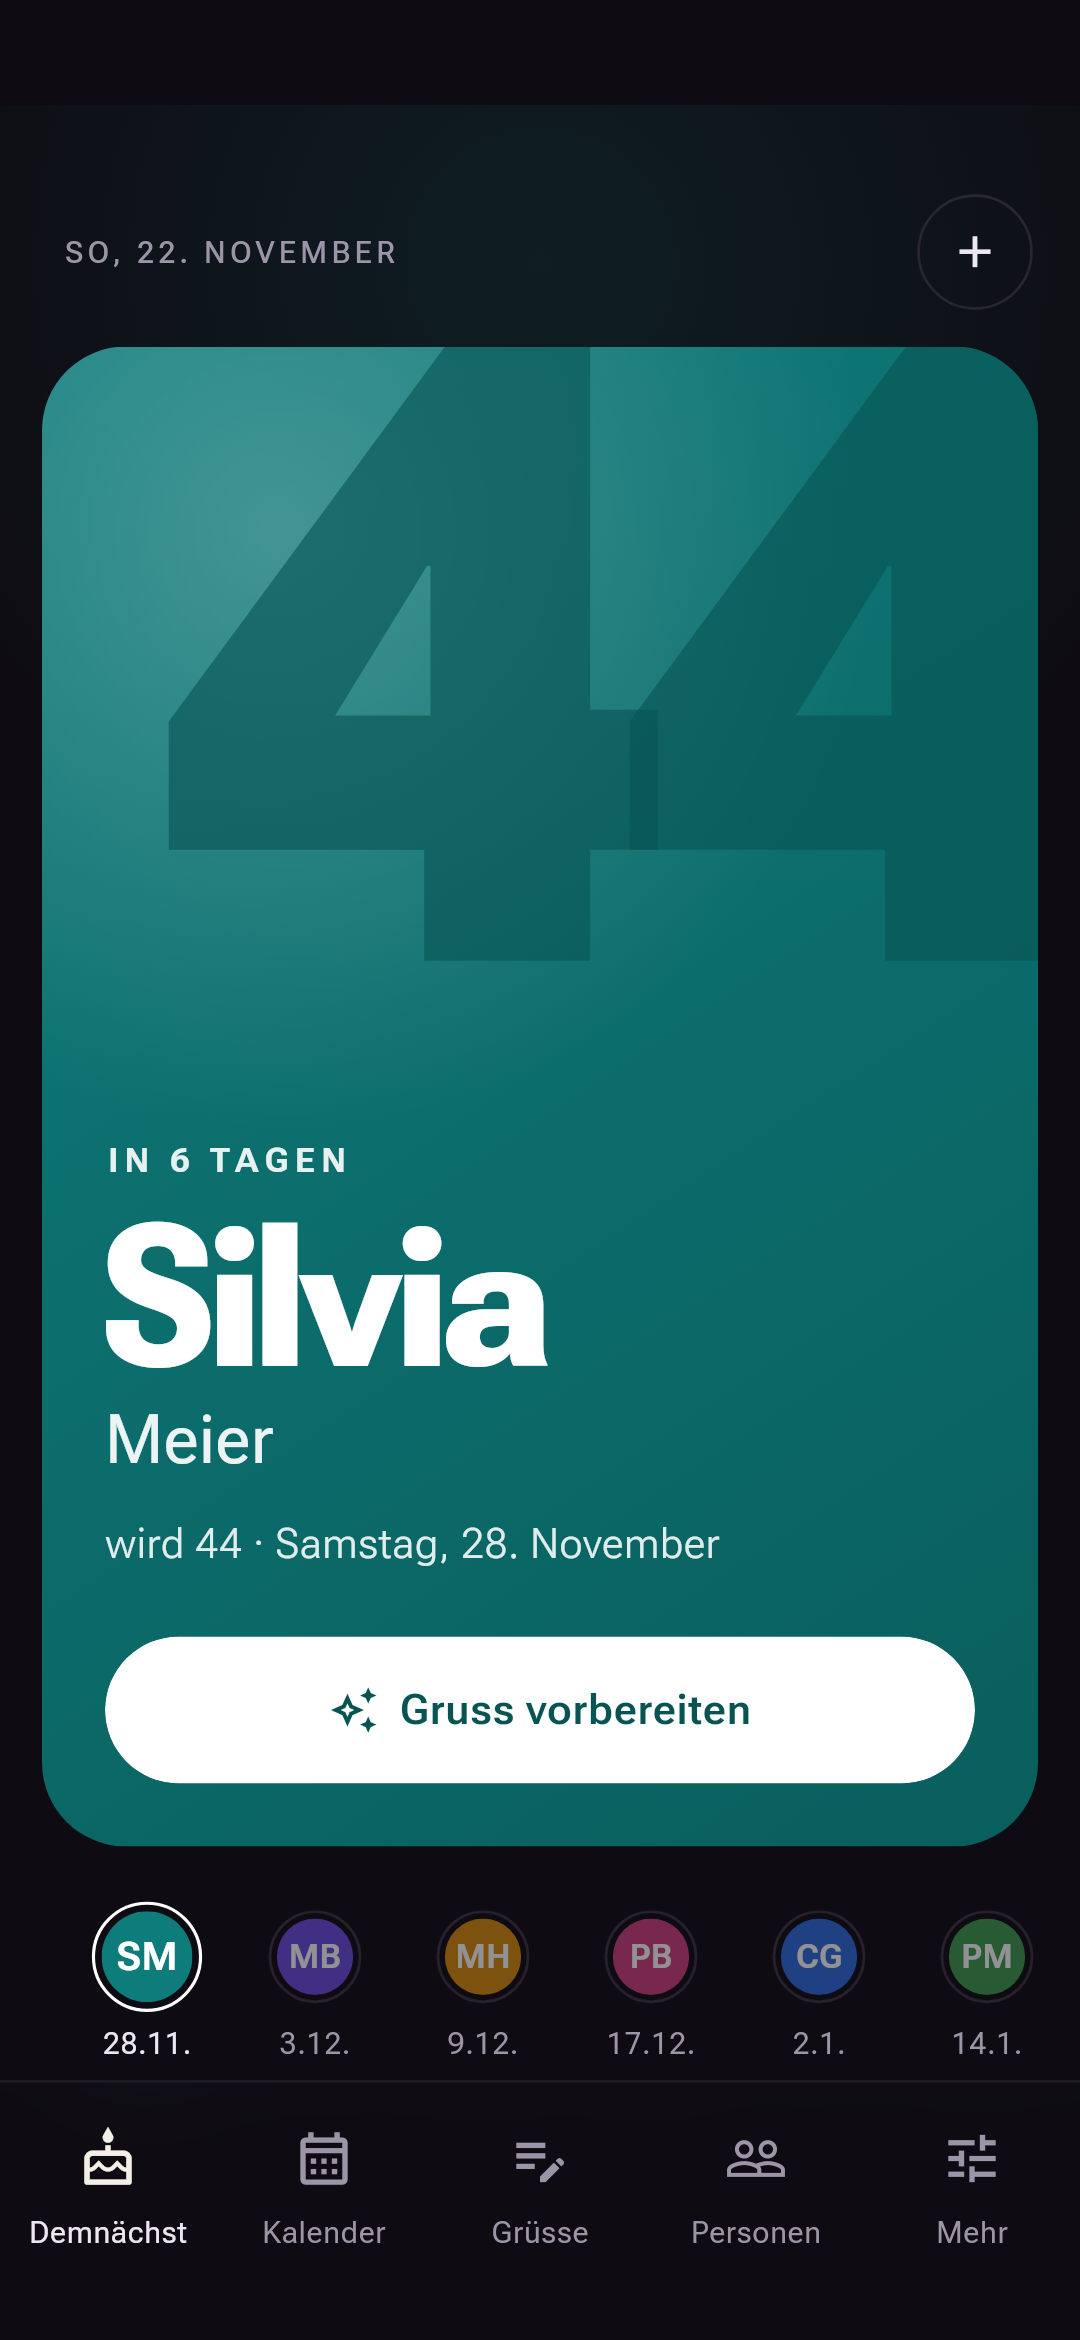 SO, 22. NOVEMBER
44
IN 6 TAGEN
Silvia
Meier
wird 44 · Samstag, 28. November
Gruss vorbereiten
SM MB MH PB CG PM
28.11. 3.12. 9.12. 17.12. 2.1. 14.1.
Demnächst Kalender Grüsse Personen Mehr